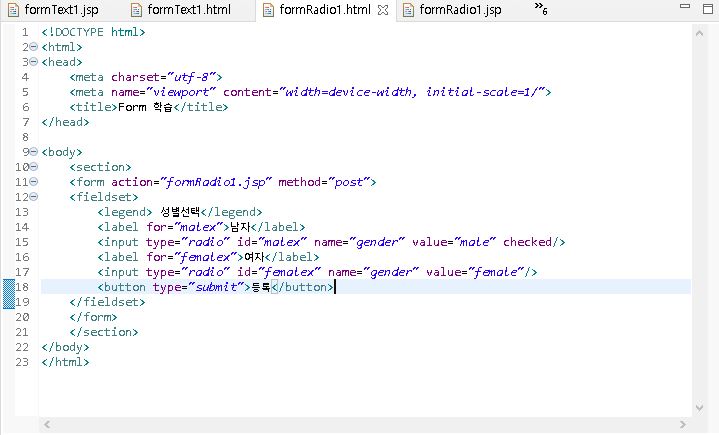 formText1.jsp formText1.html formRadio1.html formRadio1.jsp »6
1 <!DOCTYPE html>
2 <html>
3 <head>
4 <meta charset="utf-8">
5 <meta name="viewport" content="width=device-width, initial-scale=1/">
6 <title>Form 학습</title>
7 </head>
8
9 <body>
10 <section>
11 <form action="formRadio1.jsp" method="post">
12 <fieldset>
13 <legend> 성별선택</legend>
14 <label for="malex">남자</label>
15 <input type="radio" id="malex" name="gender" value="male" checked/>
16 <label for="femalex">여자</label>
17 <input type="radio" id="femalex" name="gender" value="female"/>
18 <button type="submit">등록</button>
19 </fieldset>
20 </form>
21 </section>
22 </body>
23 </html>